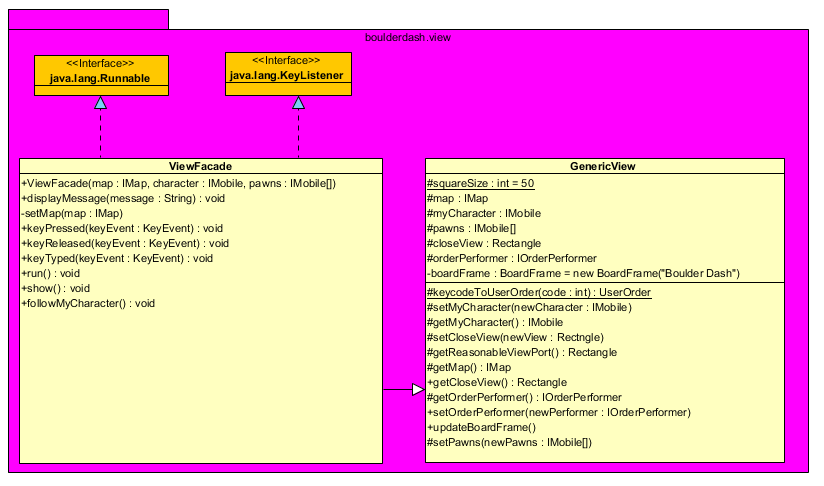 boulderdash.view
<<Interface>>
java.lang.Runnable
<<Interface>>
java.lang.KeyListener
ViewFacade
+ViewFacade(map : IMap, character : IMobile, pawns : IMobile[])
+displayMessage(message : String) : void
-setMap(map : IMap)
+keyPressed(keyEvent : KeyEvent) : void
+keyReleased(keyEvent : KeyEvent) : void
+keyTyped(keyEvent : KeyEvent) : void
+run() : void
+show() : void
+followMyCharacter() : void
GenericView
#squareSize : int = 50
#map : IMap
#myCharacter : IMobile
#pawns : IMobile[]
#closeView : Rectangle
#orderPerformer : IOrderPerformer
-boardFrame : BoardFrame = new BoardFrame("Boulder Dash")
#keycodeToUserOrder(code : int) : UserOrder
#setMyCharacter(newCharacter : IMobile)
#getMyCharacter() : IMobile
#setCloseView(newView : Rectngle)
#getReasonableViewPort() : Rectangle
#getMap() : IMap
+getCloseView() : Rectangle
#getOrderPerformer() : IOrderPerformer
+setOrderPerformer(newPerformer : IOrderPerformer)
+updateBoardFrame()
#setPawns(newPawns : IMobile[])